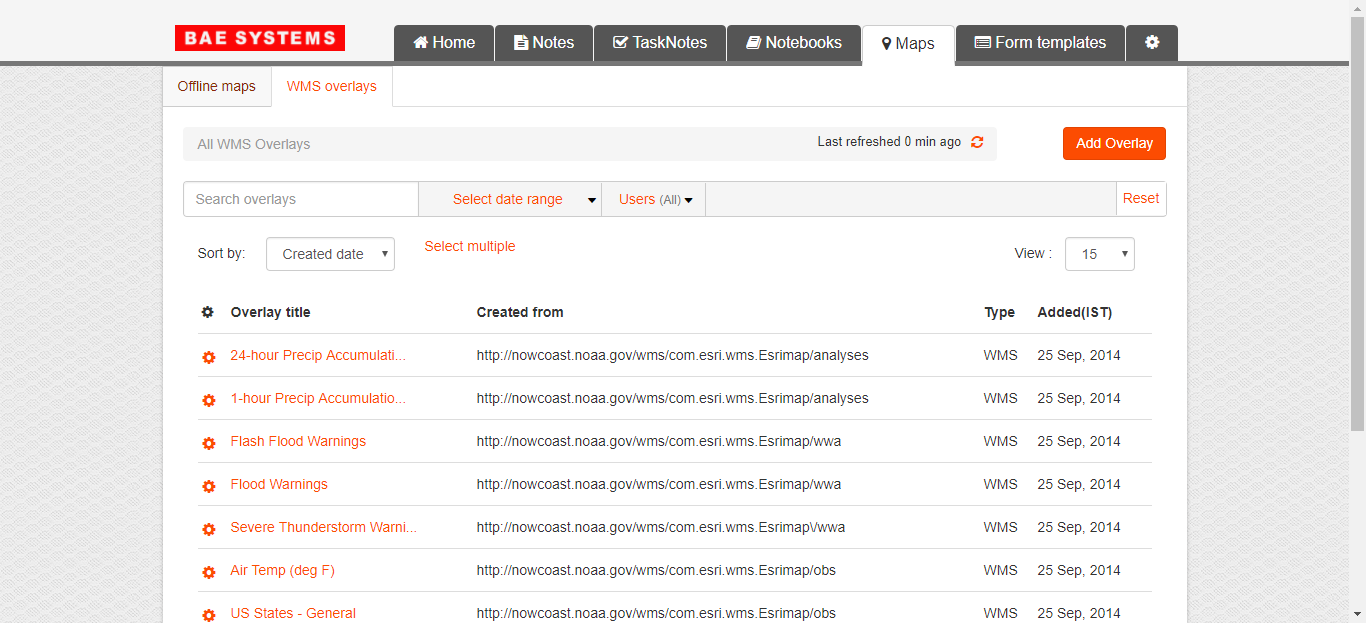 BAE SYSTEMS
Home Notes TaskNotes Notebooks Maps Form templates
Offline maps WMS overlays
All WMS Overlays Last refreshed 0 min ago Add Overlay
Search overlays Select date range Users (All) Reset
Sort by: Created date Select multiple View : 15
Overlay title Created from Type Added(IST)
24-hour Precip Accumulati... http://nowcoast.noaa.gov/wms/com.esri.wms.Esrimap/analyses WMS 25 Sep, 2014
1-hour Precip Accumulatio... http://nowcoast.noaa.gov/wms/com.esri.wms.Esrimap/analyses WMS 25 Sep, 2014
Flash Flood Warnings http://nowcoast.noaa.gov/wms/com.esri.wms.Esrimap/wwa WMS 25 Sep, 2014
Flood Warnings http://nowcoast.noaa.gov/wms/com.esri.wms.Esrimap/wwa WMS 25 Sep, 2014
Severe Thunderstorm Warni... http://nowcoast.noaa.gov/wms/com.esri.wms.Esrimap\/wwa WMS 25 Sep, 2014
Air Temp (deg F) http://nowcoast.noaa.gov/wms/com.esri.wms.Esrimap/obs WMS 25 Sep, 2014
US States - General http://nowcoast.noaa.gov/wms/com.esri.wms.Esrimap/obs WMS 25 Sep, 2014